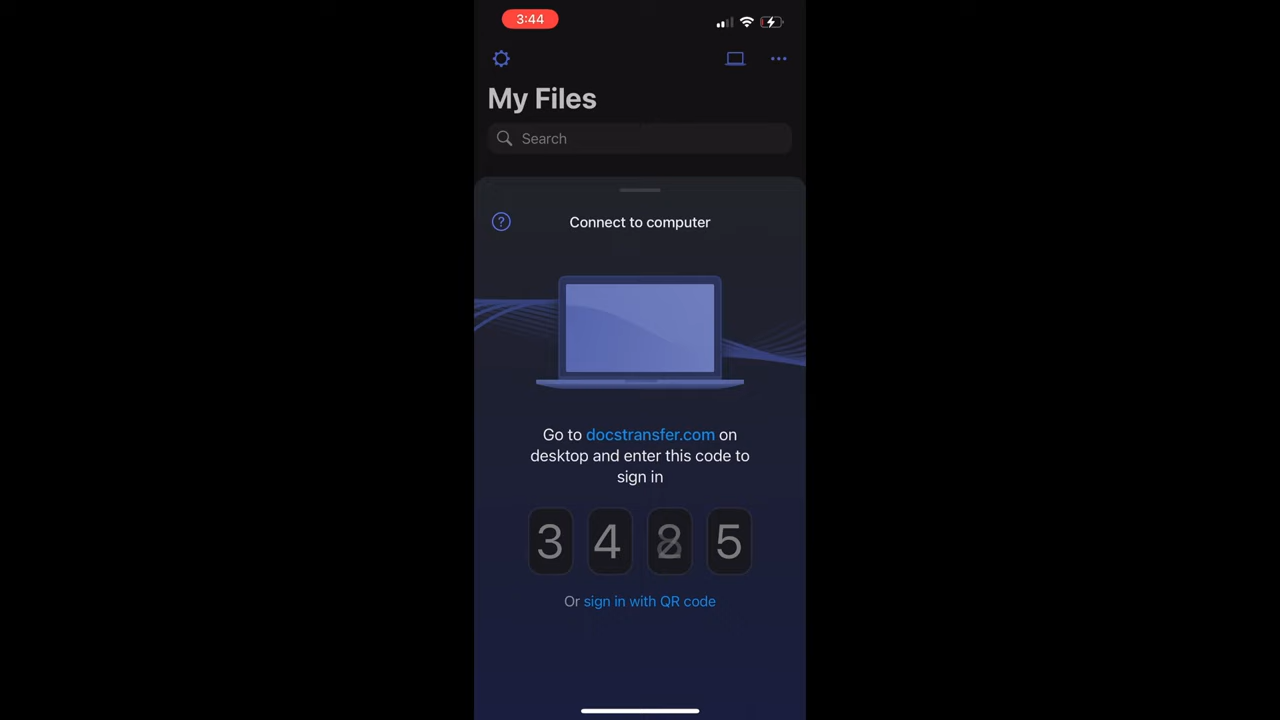 3:44
My Files
Search
Connect to computer
Go to docstransfer.com on
desktop and enter this code to
sign in
3 4 5
Or sign in with QR code